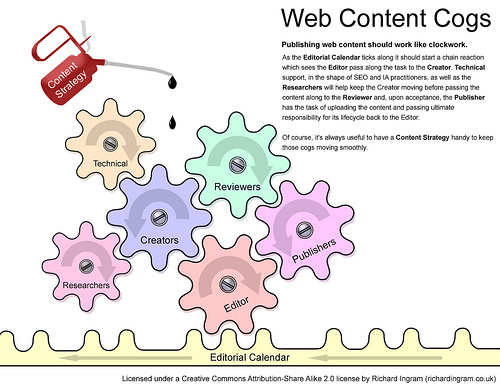 Web Content Cogs
Publishing web content should work like clockwork.
As the Editorial Calendar ticks along it should start a chain reaction
which sees the Editor pass along the task to the Creator. Technical
support, in the shape of SEO and IA practitioners, as well as the
Researchers will help keep the Creator moving before passing the
content along to the Reviewer and, upon acceptance, the Publisher
has the task of uploading the content and passing ultimate
responsibility for its lifecycle back to the Editor.
Of course, it's always useful to have a Content Strategy handy to keep
those cogs moving smoothly.
Content
Strategy
Technical
Reviewers
Creators
Publishers
Researchers
Editor
Editorial Calendar
Licensed under a Creative Commons Attribution-Share Alike 2.0 license by Richard Ingram (richardingram.co.uk)